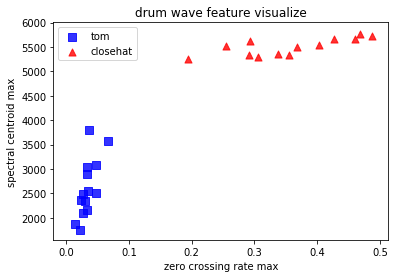 drum wave feature visualize
tom
closehat
spectral centroid max
6000
5500
5000
4500
4000
3500
3000
2500
2000
0.0 0.1 0.2 0.3 0.4 0.5
zero crossing rate max